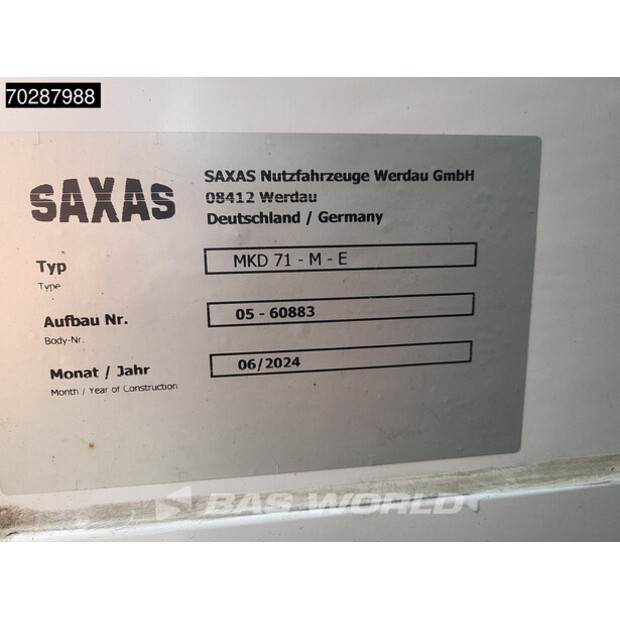 70287988
SAXAS
SAXAS Nutzfahrzeuge Werdau GmbH
08412 Werdau
Deutschland / Germany
Typ
Type
MKD 71 - M - E
Aufbau Nr.
Body-Nr.
05 - 60883
Monat / Jahr
Month / Year of Construction
06/2024
BAS WORLD